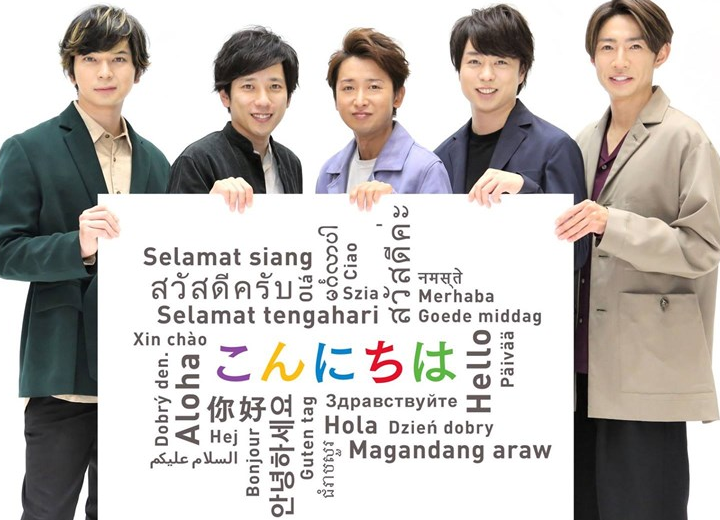 Selamat siang
สวัสดีครับ
Olá
Ciao
Szia
สวัสดีค่ะ
नमस्ते
Merhaba
Selamat tengahari
Goede middag
Xin chào
こんにちは
Hello
Päivää
Dobrý den.
Aloha
你好
Hej
السلام عليكم
Bonjour
안녕하세요
Guten tag
Здравствуйте
Hola
Dzień dobry
Magandang araw